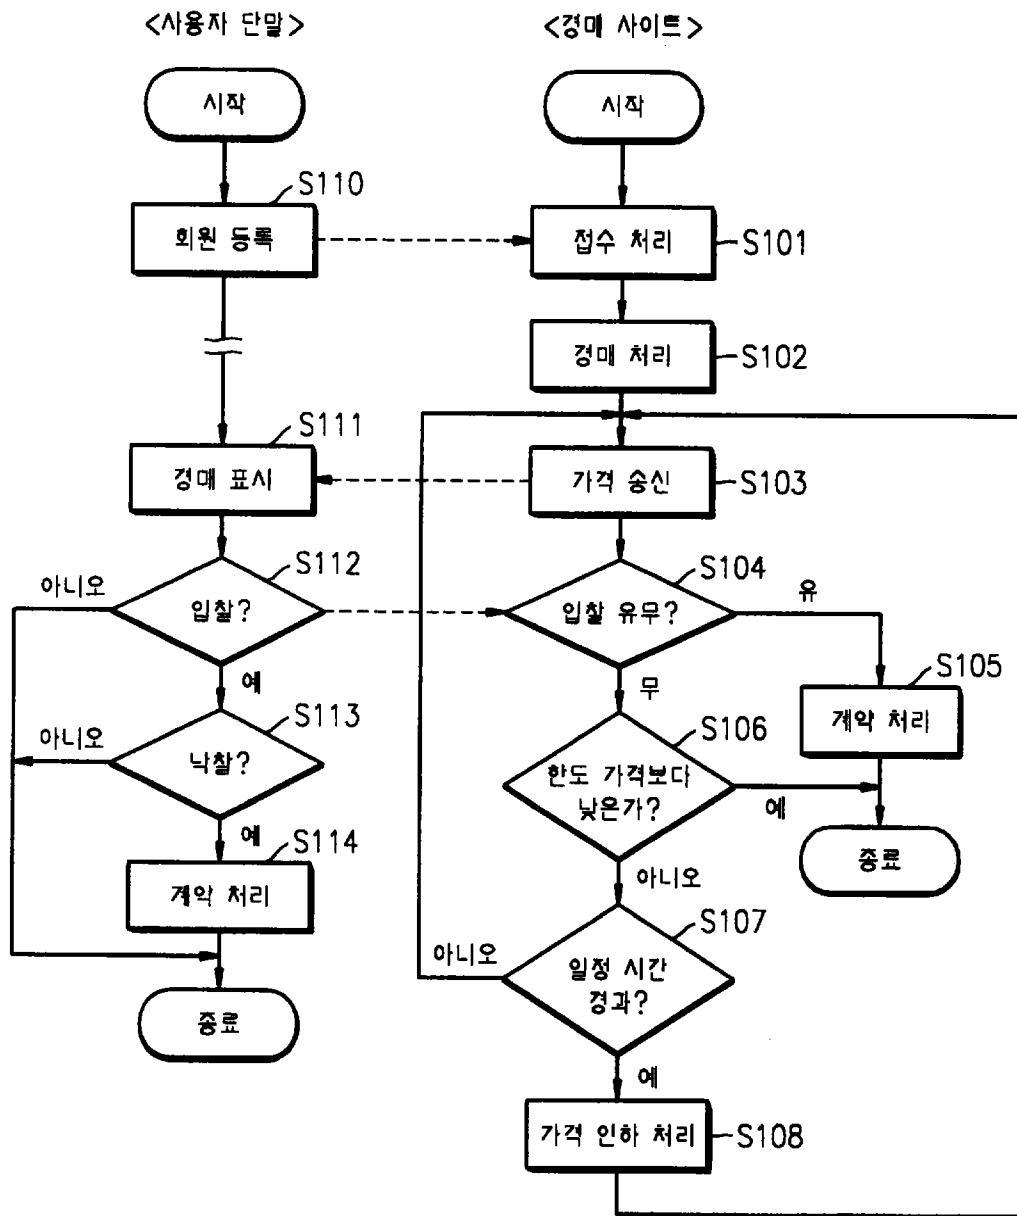 <사용자 단말>
<경매 사이트>
시작
시작
S110
회원 등록
접수 처리
S101
경매 처리
S102
S111
경매 표시
가격 송신
S103
S112
아니오
입찰?
예
S104
입찰 유무?
유
무
S105
계약 처리
S113
아니오
낙찰?
예
S106
한도 가격보다
낮은가?
예
아니오
종료
S114
계약 처리
S107
아니오
일정 시간
경과?
예
종료
가격 인하 처리
S108